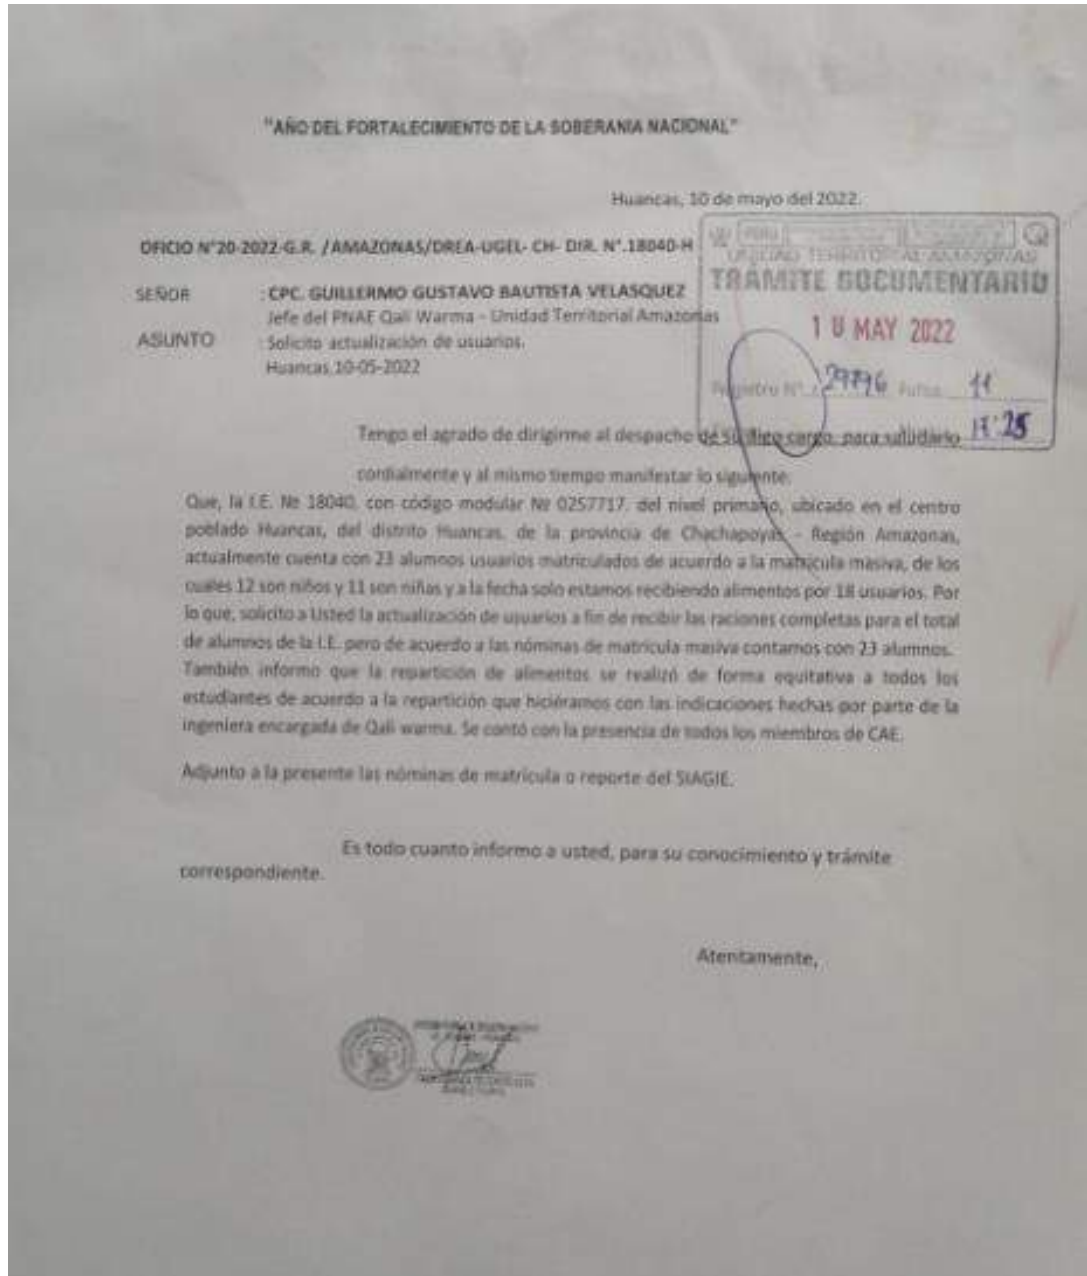 "AÑO DEL FORTALECIMIENTO DE LA SOBERANIA NACIONAL"
Huancas, 10 de mayo del 2022.
OFICIO N°20-2022-G.R. /AMAZONAS/DREA-UGEL- CH- DIR. N°.18040-H
PERÚ
UNIDAD TERRITORIAL AMAZONAS
TRÁMITE DOCUMENTARIO
MAY 2022
Registro N° 29796 Folios 11
SEÑOR : CPC. GUILLERMO GUSTAVO BAUTISTA VELASQUEZ
Jefe del PNAE Qali Warma - Unidad Territorial Amazonas
ASUNTO : Solicito actualización de usuarios.
Huancas,10-05-2022
Tengo el agrado de dirigirme al despacho de su digo cargo, para saludarlo
cordialmente y al mismo tiempo manifestar lo siguiente:
Que, la I.E. № 18040, con código modular № 0257717. del nivel primario, ubicado en el centro
poblado Huancas, del distrito Huancas, de la provincia de Chachapoyas - Región Amazonas,
actualmente cuenta con 23 alumnos usuarios matriculados de acuerdo a la matricula masiva, de los
cuales 12 son niños y 11 son niñas y a la fecha solo estamos recibiendo alimentos por 18 usuarios. Por
lo que, solicito a Usted la actualización de usuarios a fin de recibir las raciones completas para el total
de alumnos de la I.E. pero de acuerdo a las nóminas de matricula masiva contamos con 23 alumnos.
También informo que la repartición de alimentos se realizó de forma equitativa a todos los
estudiantes de acuerdo a la repartición que hiciéramos con las indicaciones hechas por parte de la
ingeniera encargada de Qali warma. Se contó con la presencia de todos los miembros de CAE.
Adjunto a la presente las nóminas de matrícula o reporte del SIAGIE.
Es todo cuanto informo a usted, para su conocimiento y trámite
correspondiente.
Atentamente,